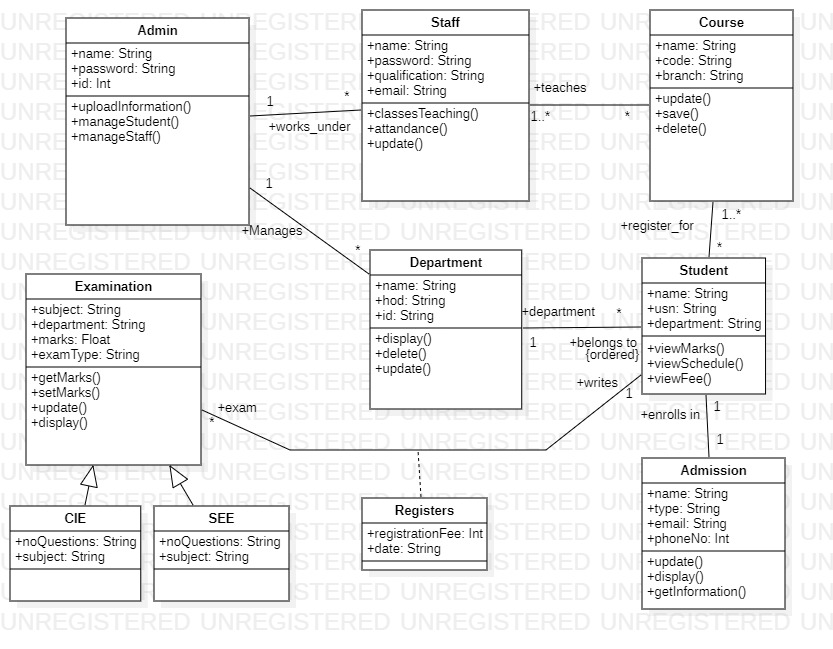 Admin
+name: String
+password: String
+id: Int
+uploadInformation()
+manageStudent()
+manageStaff()
Staff
+name: String
+password: String
+qualification: String
+email: String
+classesTeaching()
+attandance()
+update()
Course
+name: String
+code: String
+branch: String
+update()
+save()
+delete()
1
*
+works_under
+teaches
1..*
*
1
+Manages
*
+register_for
1..*
*
Examination
+subject: String
+department: String
+marks: Float
+examType: String
+getMarks()
+setMarks()
+update()
+display()
Department
+name: String
+hod: String
+id: String
+display()
+delete()
+update()
Student
+name: String
+usn: String
+department: String
+viewMarks()
+viewSchedule()
+viewFee()
+department
*
1
+belongs to
{ordered}
+writes
1
+exam
*
+enrolls in
1
1
CIE
+noQuestions: String
+subject: String
SEE
+noQuestions: String
+subject: String
Registers
+registrationFee: Int
+date: String
Admission
+name: String
+type: String
+email: String
+phoneNo: Int
+update()
+display()
+getInformation()
UNREGISTERED